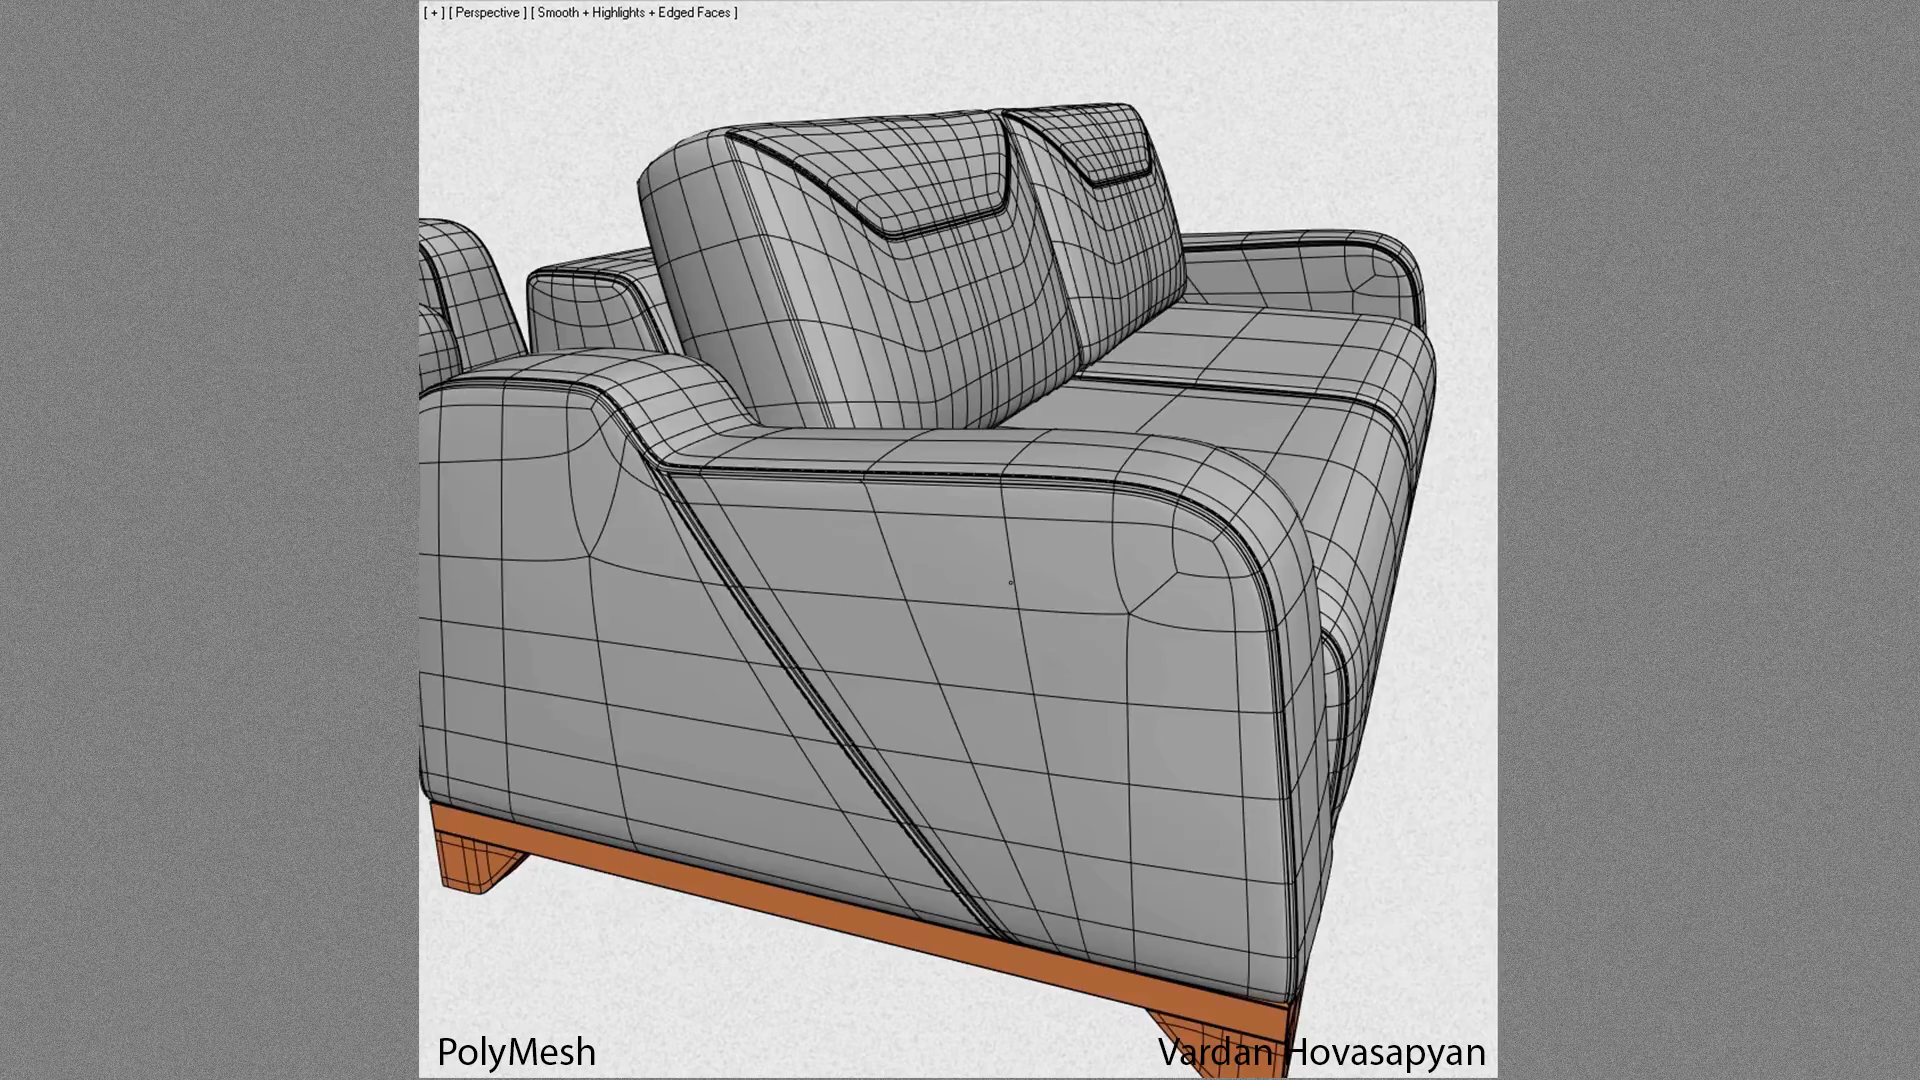 [ + ] [ Perspective ] [ Smooth + Highlights + Edged Faces ]
PolyMesh
Vardan Hovasapyan